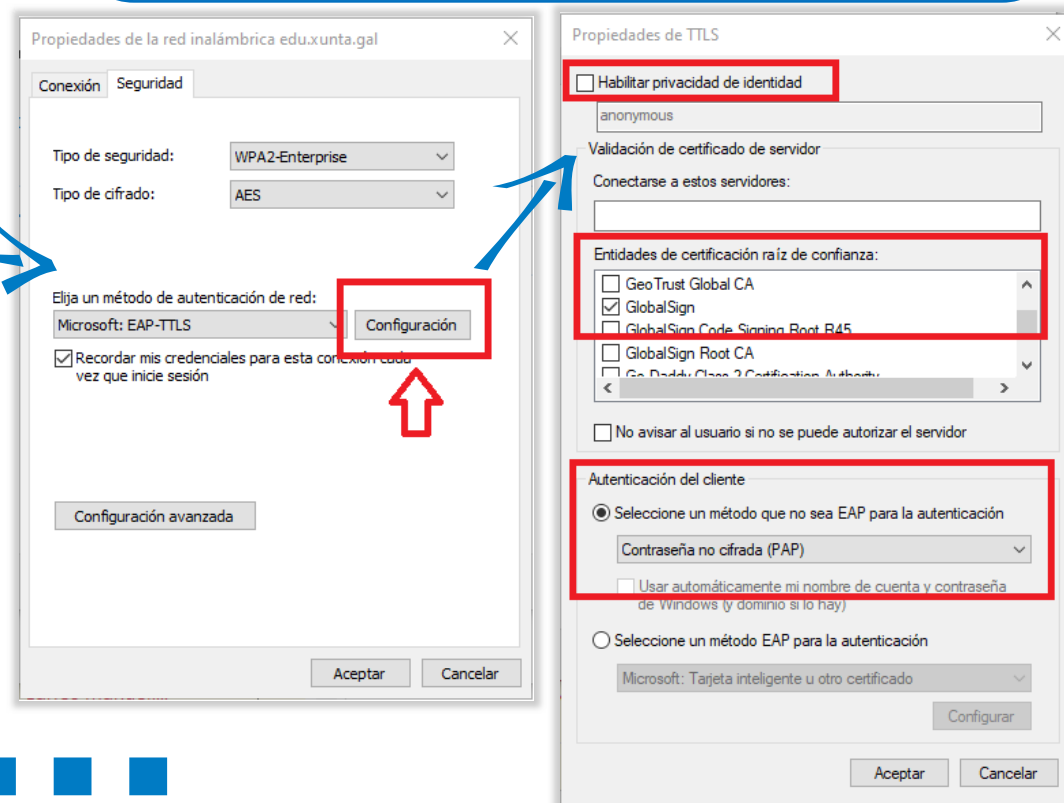 Propiedades de la red inalámbrica edu.xunta.gal
Conexión Seguridad
Tipo de seguridad: WPA2-Enterprise
Tipo de cifrado: AES
Elija un método de autenticación de red:
Microsoft: EAP-TTLS Configuración
Recordar mis credenciales para esta conexión cada
vez que inicie sesión
Configuración avanzada
Aceptar Cancelar
Propiedades de TTLS
Habilitar privacidad de identidad
anonymous
Validación de certificado de servidor
Conectarse a estos servidores:
Entidades de certificación raíz de confianza:
GeoTrust Global CA
GlobalSign
GlobalSign Code Signing Root R45
GlobalSign Root CA
Go Daddy Class 2 Certification Authority
No avisar al usuario si no se puede autorizar el servidor
Autenticación del cliente
Seleccione un método que no sea EAP para la autenticación
Contraseña no cifrada (PAP)
Usar automáticamente mi nombre de cuenta y contraseña
de Windows (y dominio si lo hay)
Seleccione un método EAP para la autenticación
Microsoft: Tarjeta inteligente u otro certificado
Configurar
Aceptar Cancelar